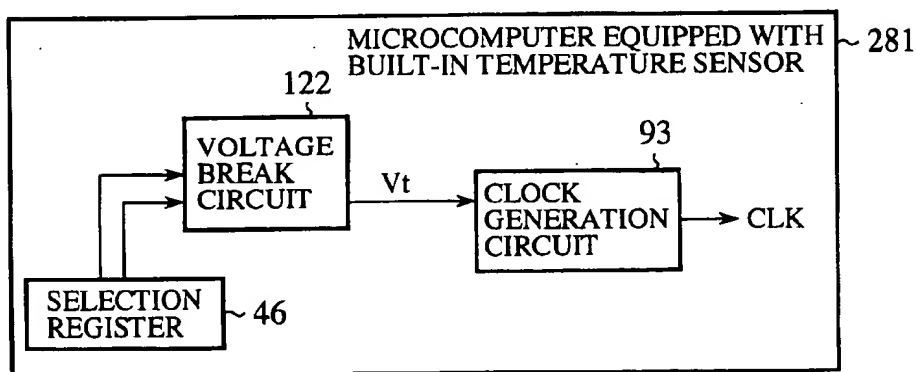 MICROCOMPUTER EQUIPPED WITH
BUILT-IN TEMPERATURE SENSOR
281
122
VOLTAGE
BREAK
CIRCUIT
Vt
93
CLOCK
GENERATION
CIRCUIT
CLK
SELECTION
REGISTER
46